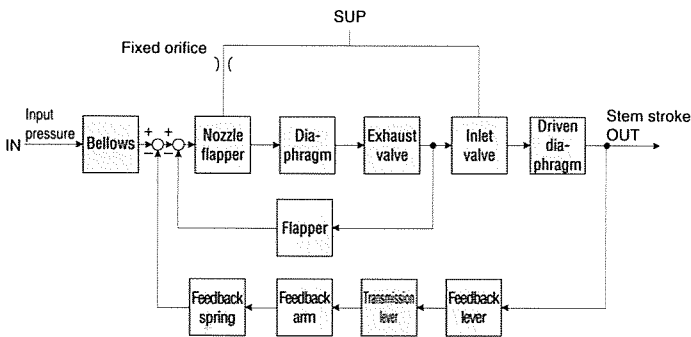 SUP
Fixed orifice
Input
pressure
IN
Bellows
+
−
+
−
Nozzle
flapper
Dia-
phragm
Exhaust
valve
Inlet
valve
Driven
dia-
phragm
Stem stroke
OUT
Flapper
Feedback
spring
Feedback
arm
Transmission
lever
Feedback
lever